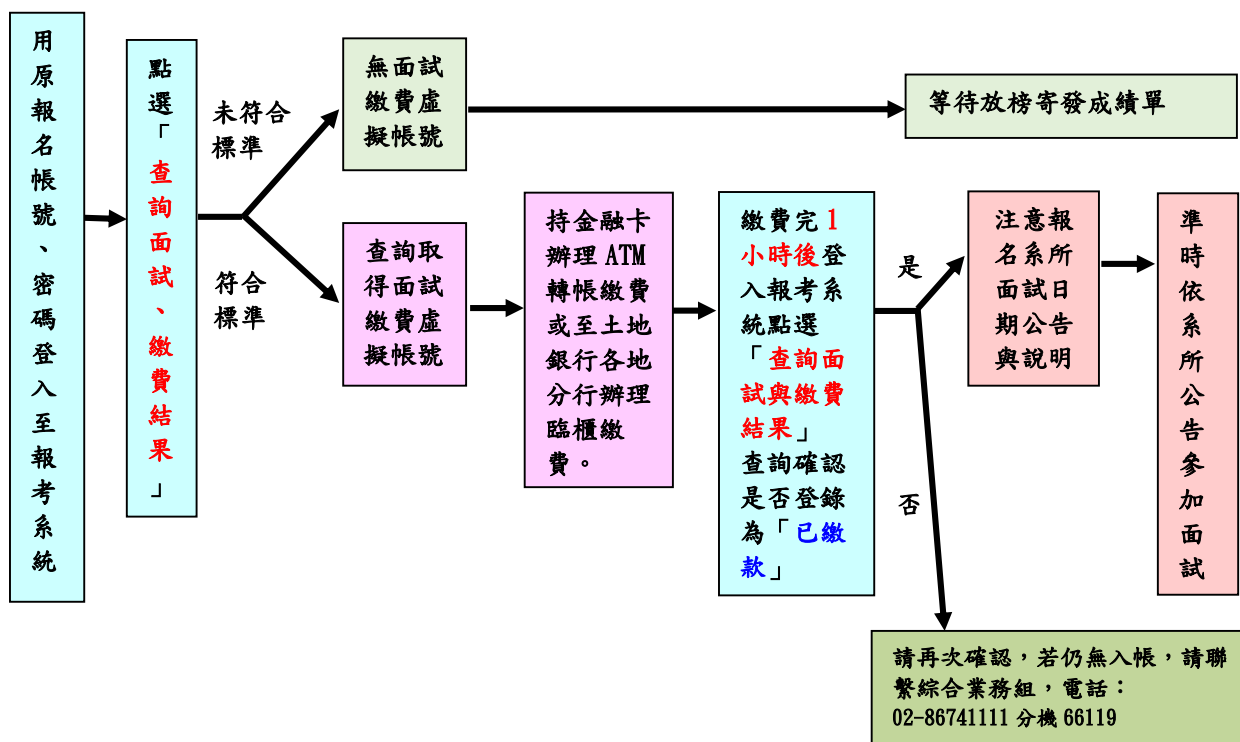 用原報名帳號、密碼登入至報考系統
點選「查詢面試、繳費結果」
未符合
標準
符合
標準
無面試
繳費虛
擬帳號
等待放榜寄發成績單
查詢取
得面試
繳費虛
擬帳號
持金融卡
辦理 ATM
轉帳繳費
或至土地
銀行各地
分行辦理
臨櫃繳
費。
繳費完 1
小時後登
入報考系
統點選
「查詢面
試與繳費
結果」
查詢確認
是否登錄
為「已繳
款」
是
否
注意報
名系所
面試日
期公告
與說明
準時依系所公告參加面試
請再次確認，若仍無入帳，請聯
繫綜合業務組，電話：
02-86741111 分機 66119